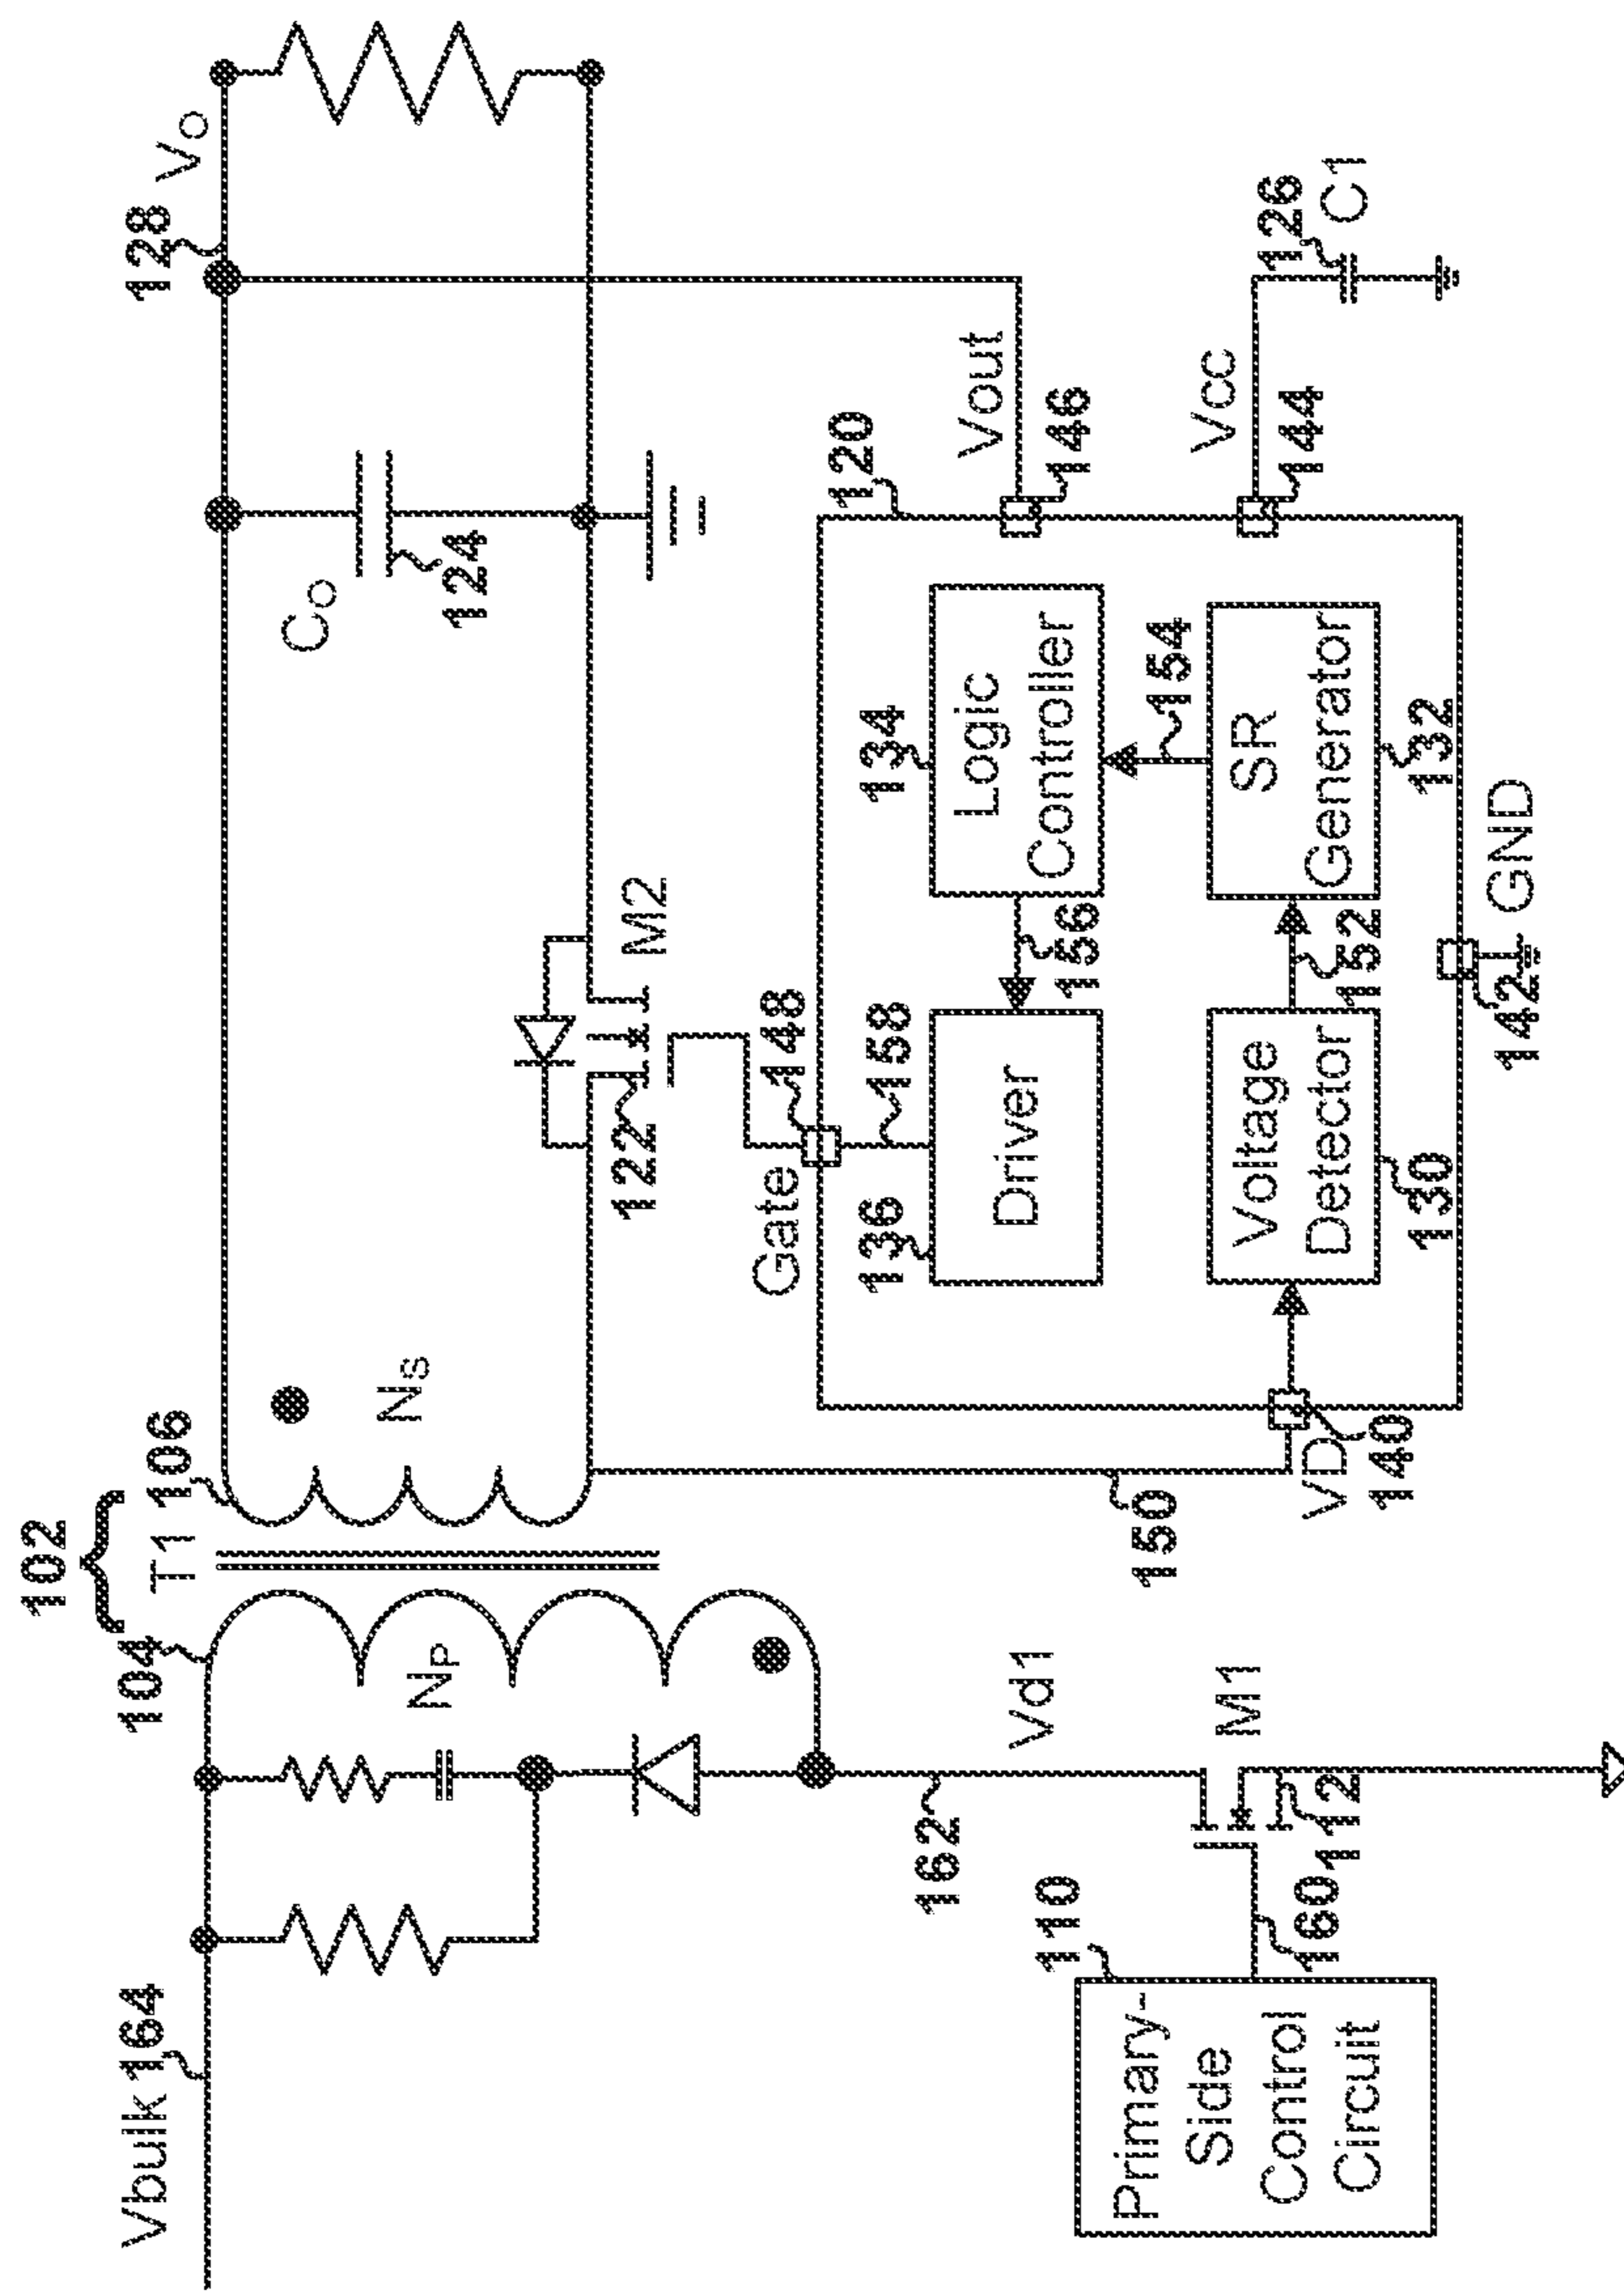 102
104
T1
106
Vbulk
164
NP
NS
CO
124
128
VO
162
Vd1
M1
112
160
110
Primary-
Side
Control
Circuit
150
VD
140
122
M2
Gate
148
158
136
Driver
156
134
Logic
Controller
120
Vout
146
Voltage
Detector
130
152
SR
Generator
132
154
Vcc
144
126
C1
142
GND